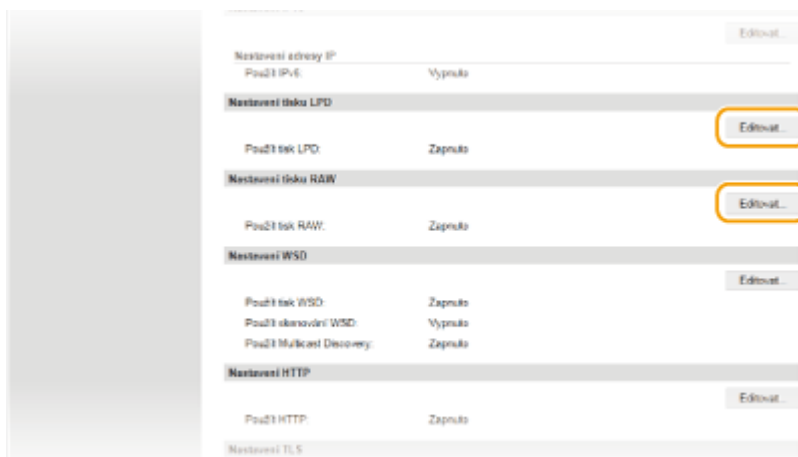 Editovat...
Nastavení adresy IP
Použít IPv6: Vypnuto
Nastavení tisku LPD
Editovat...
Použít tisk LPD: Zapnuto
Nastavení tisku RAW
Editovat...
Použít tisk RAW: Zapnuto
Nastavení WSD
Editovat...
Použít tisk WSD: Zapnuto
Použít skenování WSD: Vypnuto
Použít Multicast Discovery: Zapnuto
Nastavení HTTP
Editovat...
Použít HTTP: Zapnuto
Nastavení TLS